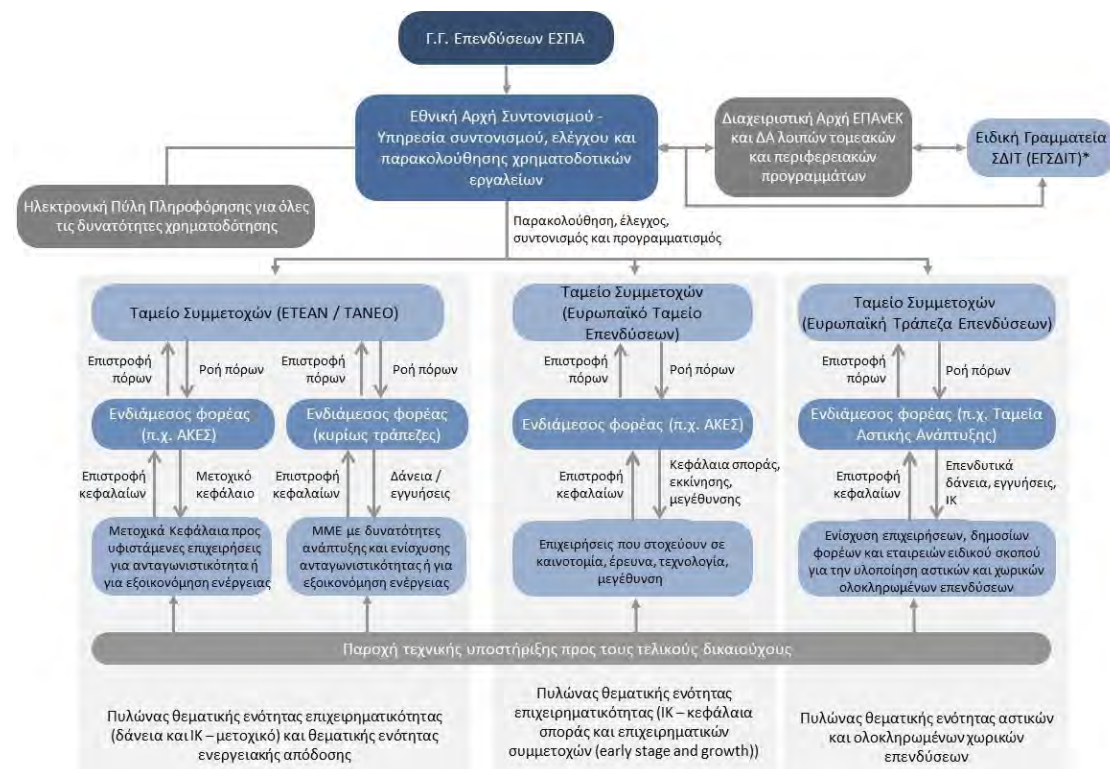 Γ.Γ. Επενδύσεων ΕΣΠΑ
Εθνική Αρχή Συντονισμού -
Υπηρεσία συντονισμού, ελέγχου και
παρακολούθησης χρηματοδοτικών
εργαλείων
Διαχειριστική Αρχή ΕΠΑνΕΚ
και ΔΑ λοιπών τομεακών
και περιφερειακών
προγραμμάτων
Ειδική Γραμματεία
ΣΔΙΤ (ΕΓΣΔΙΤ)*
Ηλεκτρονική Πύλη Πληροφόρησης για όλες
τις δυνατότητες χρηματοδότησης
Παρακολούθηση, έλεγχος,
συντονισμός και προγραμματισμός
Ταμείο Συμμετοχών (ΕΤΕΑΝ / ΤΑΝΕΟ)
Ταμείο Συμμετοχών
(Ευρωπαϊκό Ταμείο
Επενδύσεων)
Ταμείο Συμμετοχών
(Ευρωπαϊκή Τράπεζα Επενδύσεων)
Επιστροφή
πόρων
Ροή πόρων
Επιστροφή
πόρων
Ροή πόρων
Επιστροφή
πόρων
Ροή πόρων
Επιστροφή
πόρων
Ροή πόρων
Ενδιάμεσος φορέας
(π.χ. ΑΚΕΣ)
Ενδιάμεσος φορέας
(κυρίως τράπεζες)
Ενδιάμεσος φορέας (π.χ. ΑΚΕΣ)
Ενδιάμεσος φορέας (π.χ. Ταμεία
Αστικής Ανάπτυξης)
Επιστροφή
κεφαλαίων
Μετοχικό
κεφάλαιο
Επιστροφή
κεφαλαίων
Δάνεια /
εγγυήσεις
Επιστροφή
κεφαλαίων
Κεφάλαια σποράς,
εκκίνησης,
μεγέθυνσης
Επιστροφή
κεφαλαίων
Επενδυτικά
δάνεια, εγγυήσεις,
ΙΚ
Μετοχικά Κεφάλαια προς
υφιστάμενες επιχειρήσεις
για ανταγωνιστικότητα ή
για εξοικονόμηση ενέργειας
ΜΜΕ με δυνατότητες
ανάπτυξης και ενίσχυσης
ανταγωνιστικότητας ή για
εξοικονόμηση ενέργειας
Επιχειρήσεις που στοχεύουν σε
καινοτομία, έρευνα, τεχνολογία,
μεγέθυνση
Ενίσχυση επιχειρήσεων, δημοσίων
φορέων και εταιρειών ειδικού σκοπού
για την υλοποίηση αστικών και χωρικών
ολοκληρωμένων επενδύσεων
Παροχή τεχνικής υποστήριξης προς τους τελικούς δικαιούχους
Πυλώνας θεματικής ενότητας επιχειρηματικότητας
(δάνεια και ΙΚ – μετοχικό) και θεματικής ενότητας
ενεργειακής απόδοσης
Πυλώνας θεματικής ενότητας
επιχειρηματικότητας (ΙΚ – κεφάλαια
σποράς και επιχειρηματικών
συμμετοχών (early stage and growth))
Πυλώνας θεματικής ενότητας αστικών
και ολοκληρωμένων χωρικών
επενδύσεων